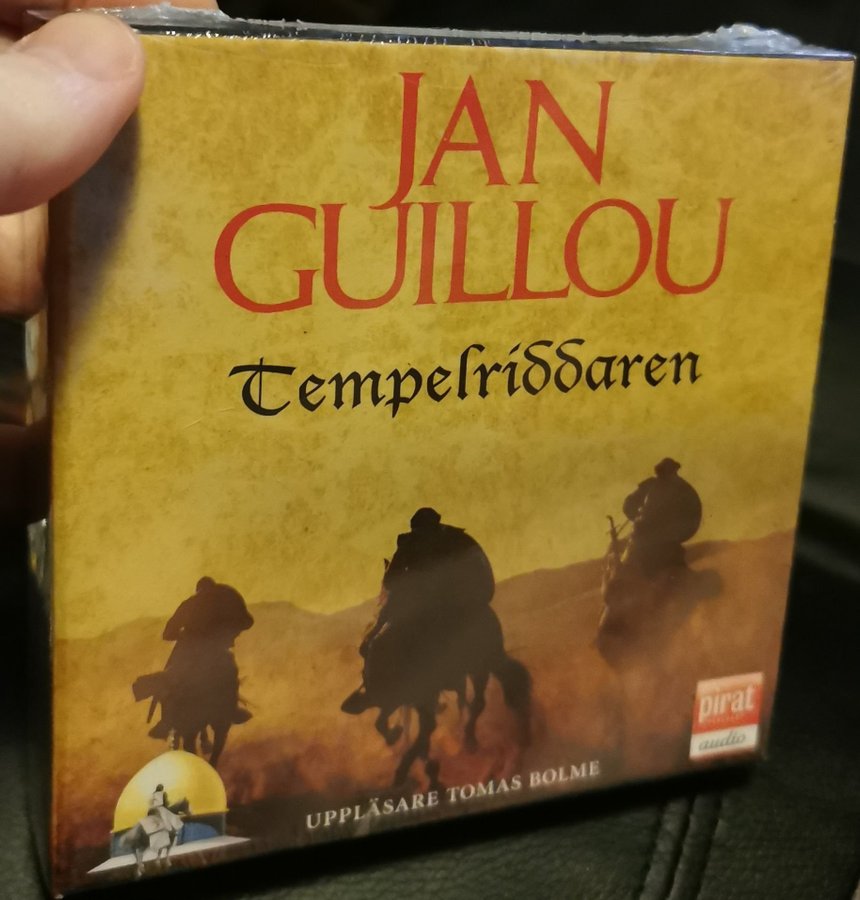 JAN
GUILLOU
Tempelriddaren
pirat
audio
UPPLÄSARE TOMAS BOLME